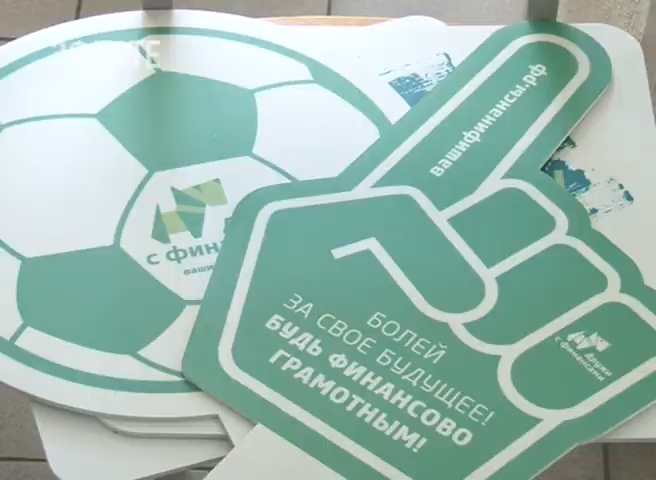 вашифинансы.рф
с фина
ваши
БОЛЕЙ
ЗА СВОЕ БУДУЩЕЕ!
БУДЬ ФИНАНСОВО
ГРАМОТНЫМ!
Дружи
с финансами